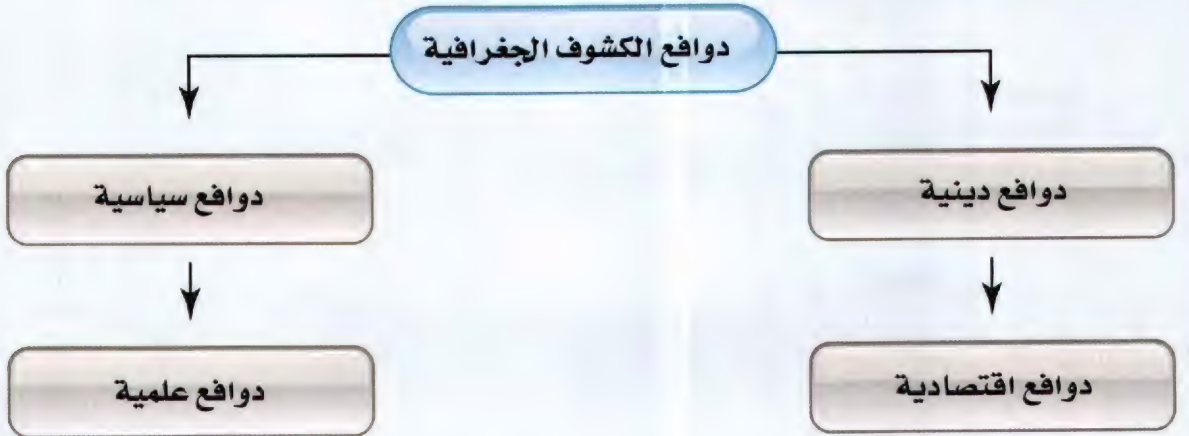 دوافع الكشوف الجغرافية
دوافع دينية
دوافع سياسية
دوافع اقتصادية
دوافع علمية